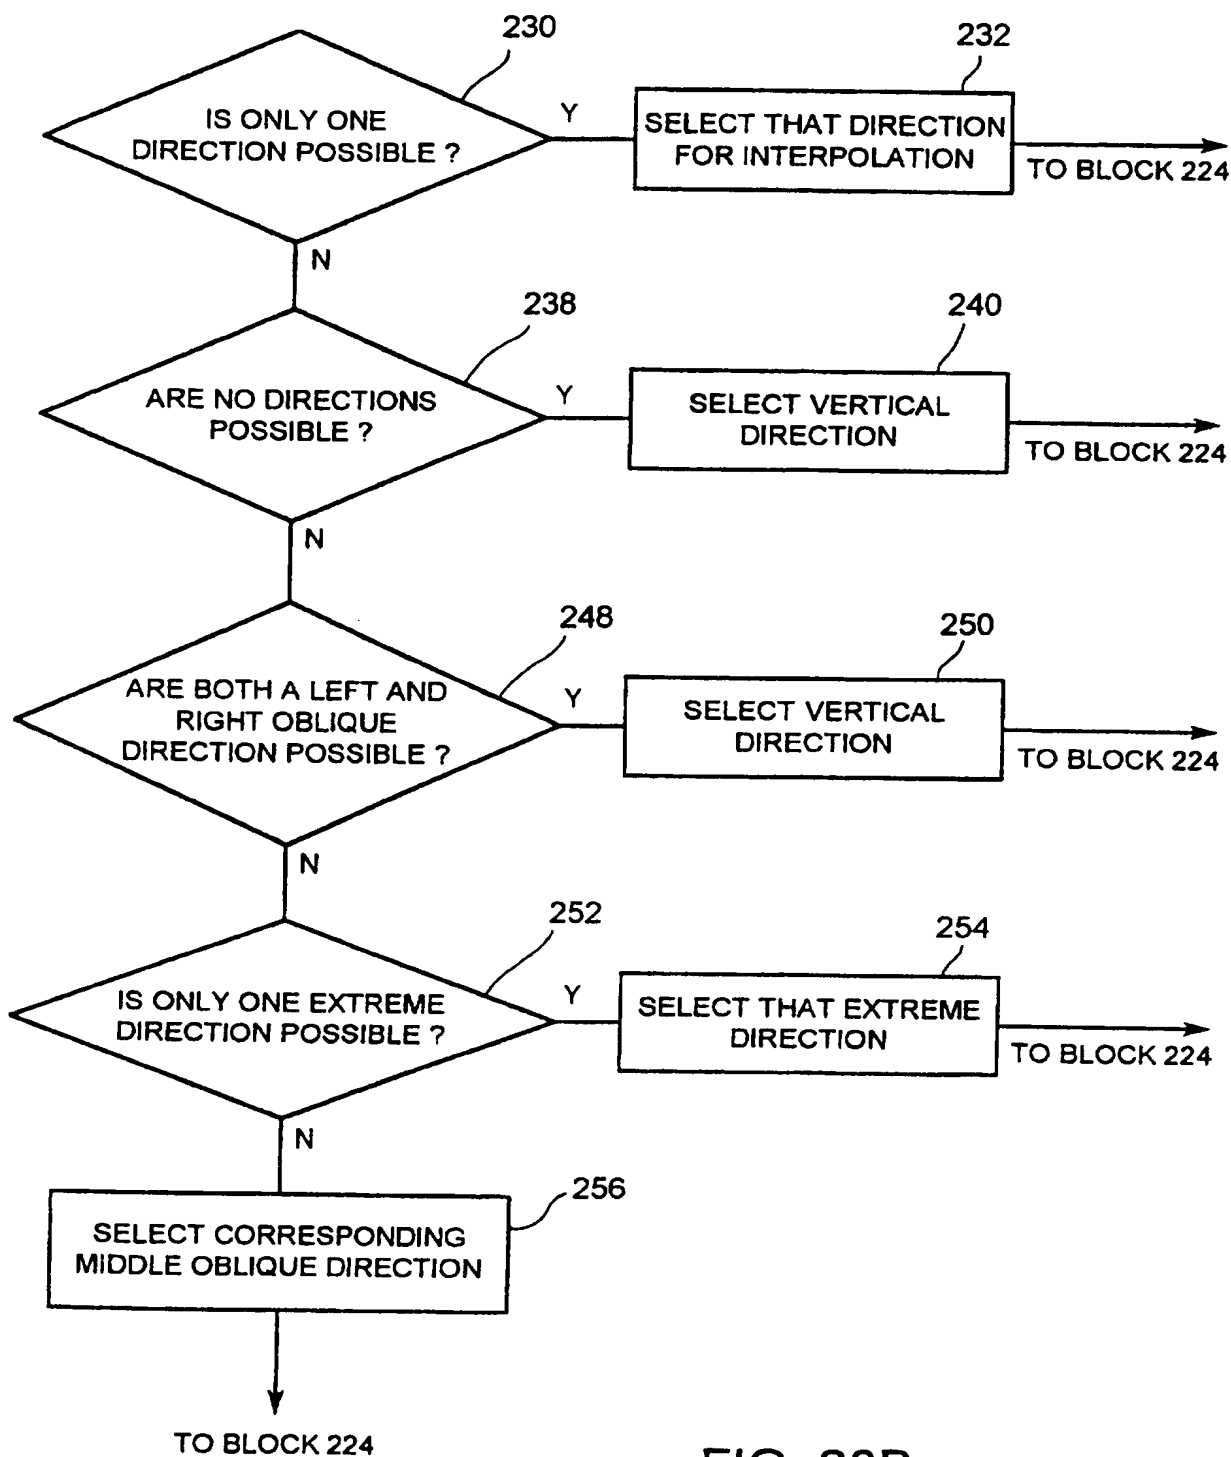 230
232
IS ONLY ONE
DIRECTION POSSIBLE ?
Y
SELECT THAT DIRECTION
FOR INTERPOLATION
TO BLOCK 224
N
238
240
ARE NO DIRECTIONS
POSSIBLE ?
Y
SELECT VERTICAL
DIRECTION
TO BLOCK 224
N
248
250
ARE BOTH A LEFT AND
RIGHT OBLIQUE
DIRECTION POSSIBLE ?
Y
SELECT VERTICAL
DIRECTION
TO BLOCK 224
N
252
254
IS ONLY ONE EXTREME
DIRECTION POSSIBLE ?
Y
SELECT THAT EXTREME
DIRECTION
TO BLOCK 224
N
256
SELECT CORRESPONDING
MIDDLE OBLIQUE DIRECTION
TO BLOCK 224